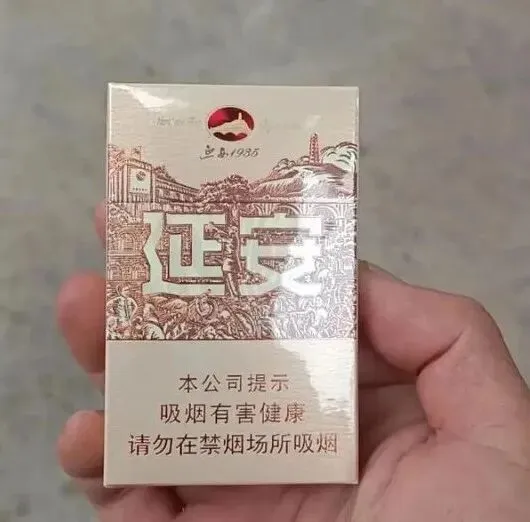 延安1935
延安
本公司提示
吸烟有害健康
请勿在禁烟场所吸烟